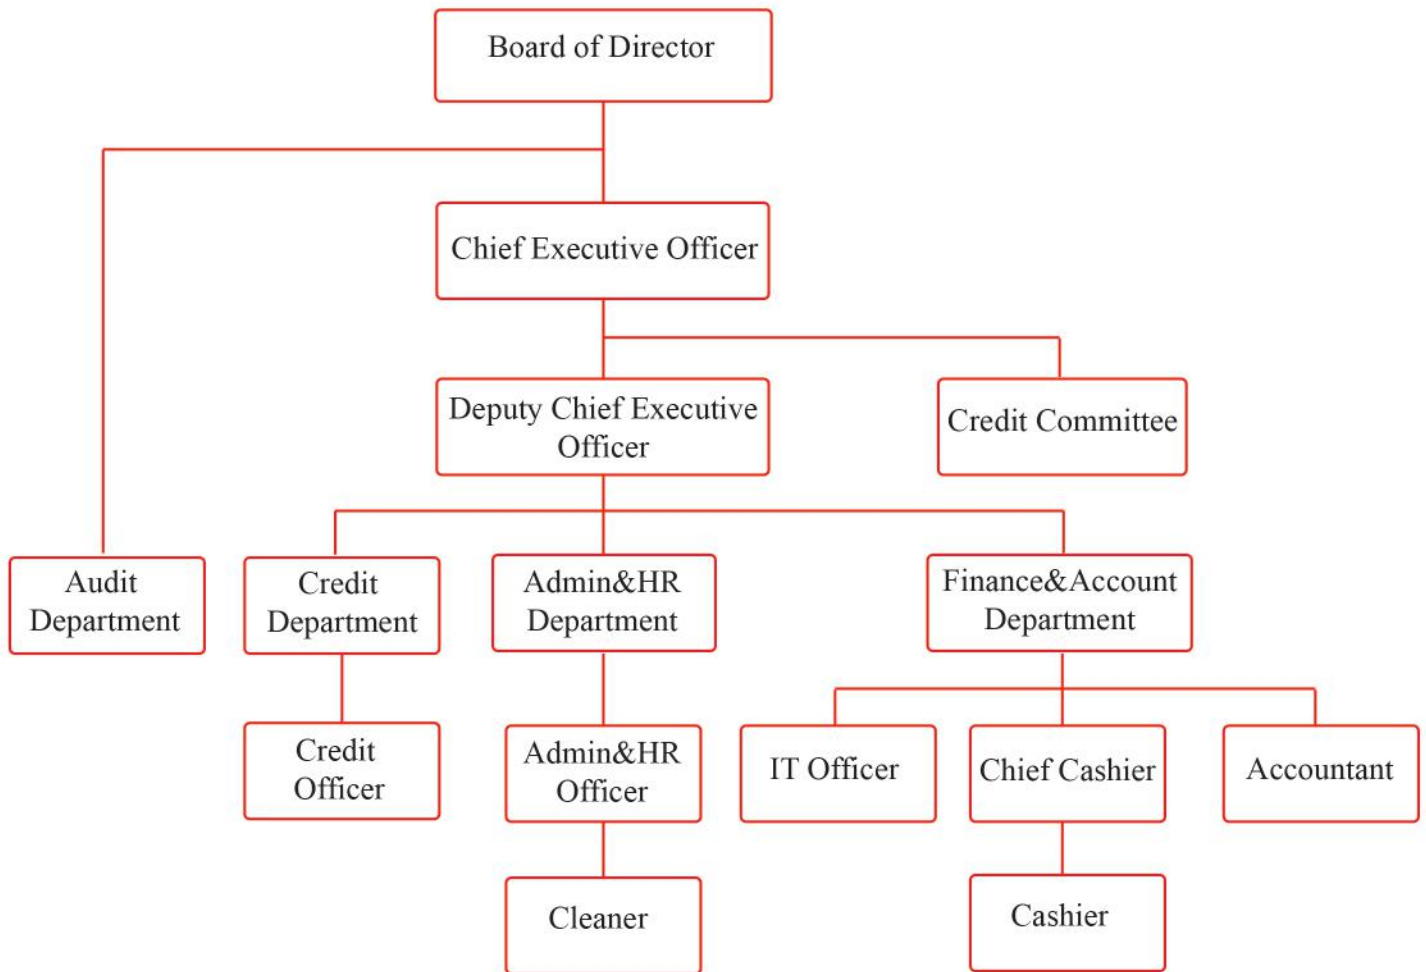 Board of Director
Chief Executive Officer
Deputy Chief Executive
Officer
Credit Committee
Audit
Department
Credit
Department
Admin&HR
Department
Finance&Account
Department
Credit
Officer
Admin&HR
Officer
IT Officer
Chief Cashier
Accountant
Cleaner
Cashier